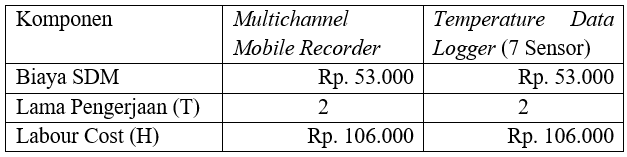 Komponen Multichannel Temperature Data
Mobile Recorder Logger (7 Sensor)
Biaya SDM Rp. 53.000 Rp. 53.000
Lama Pengerjaan (T) 2 2
Labour Cost (H) Rp. 106.000 Rp. 106.000